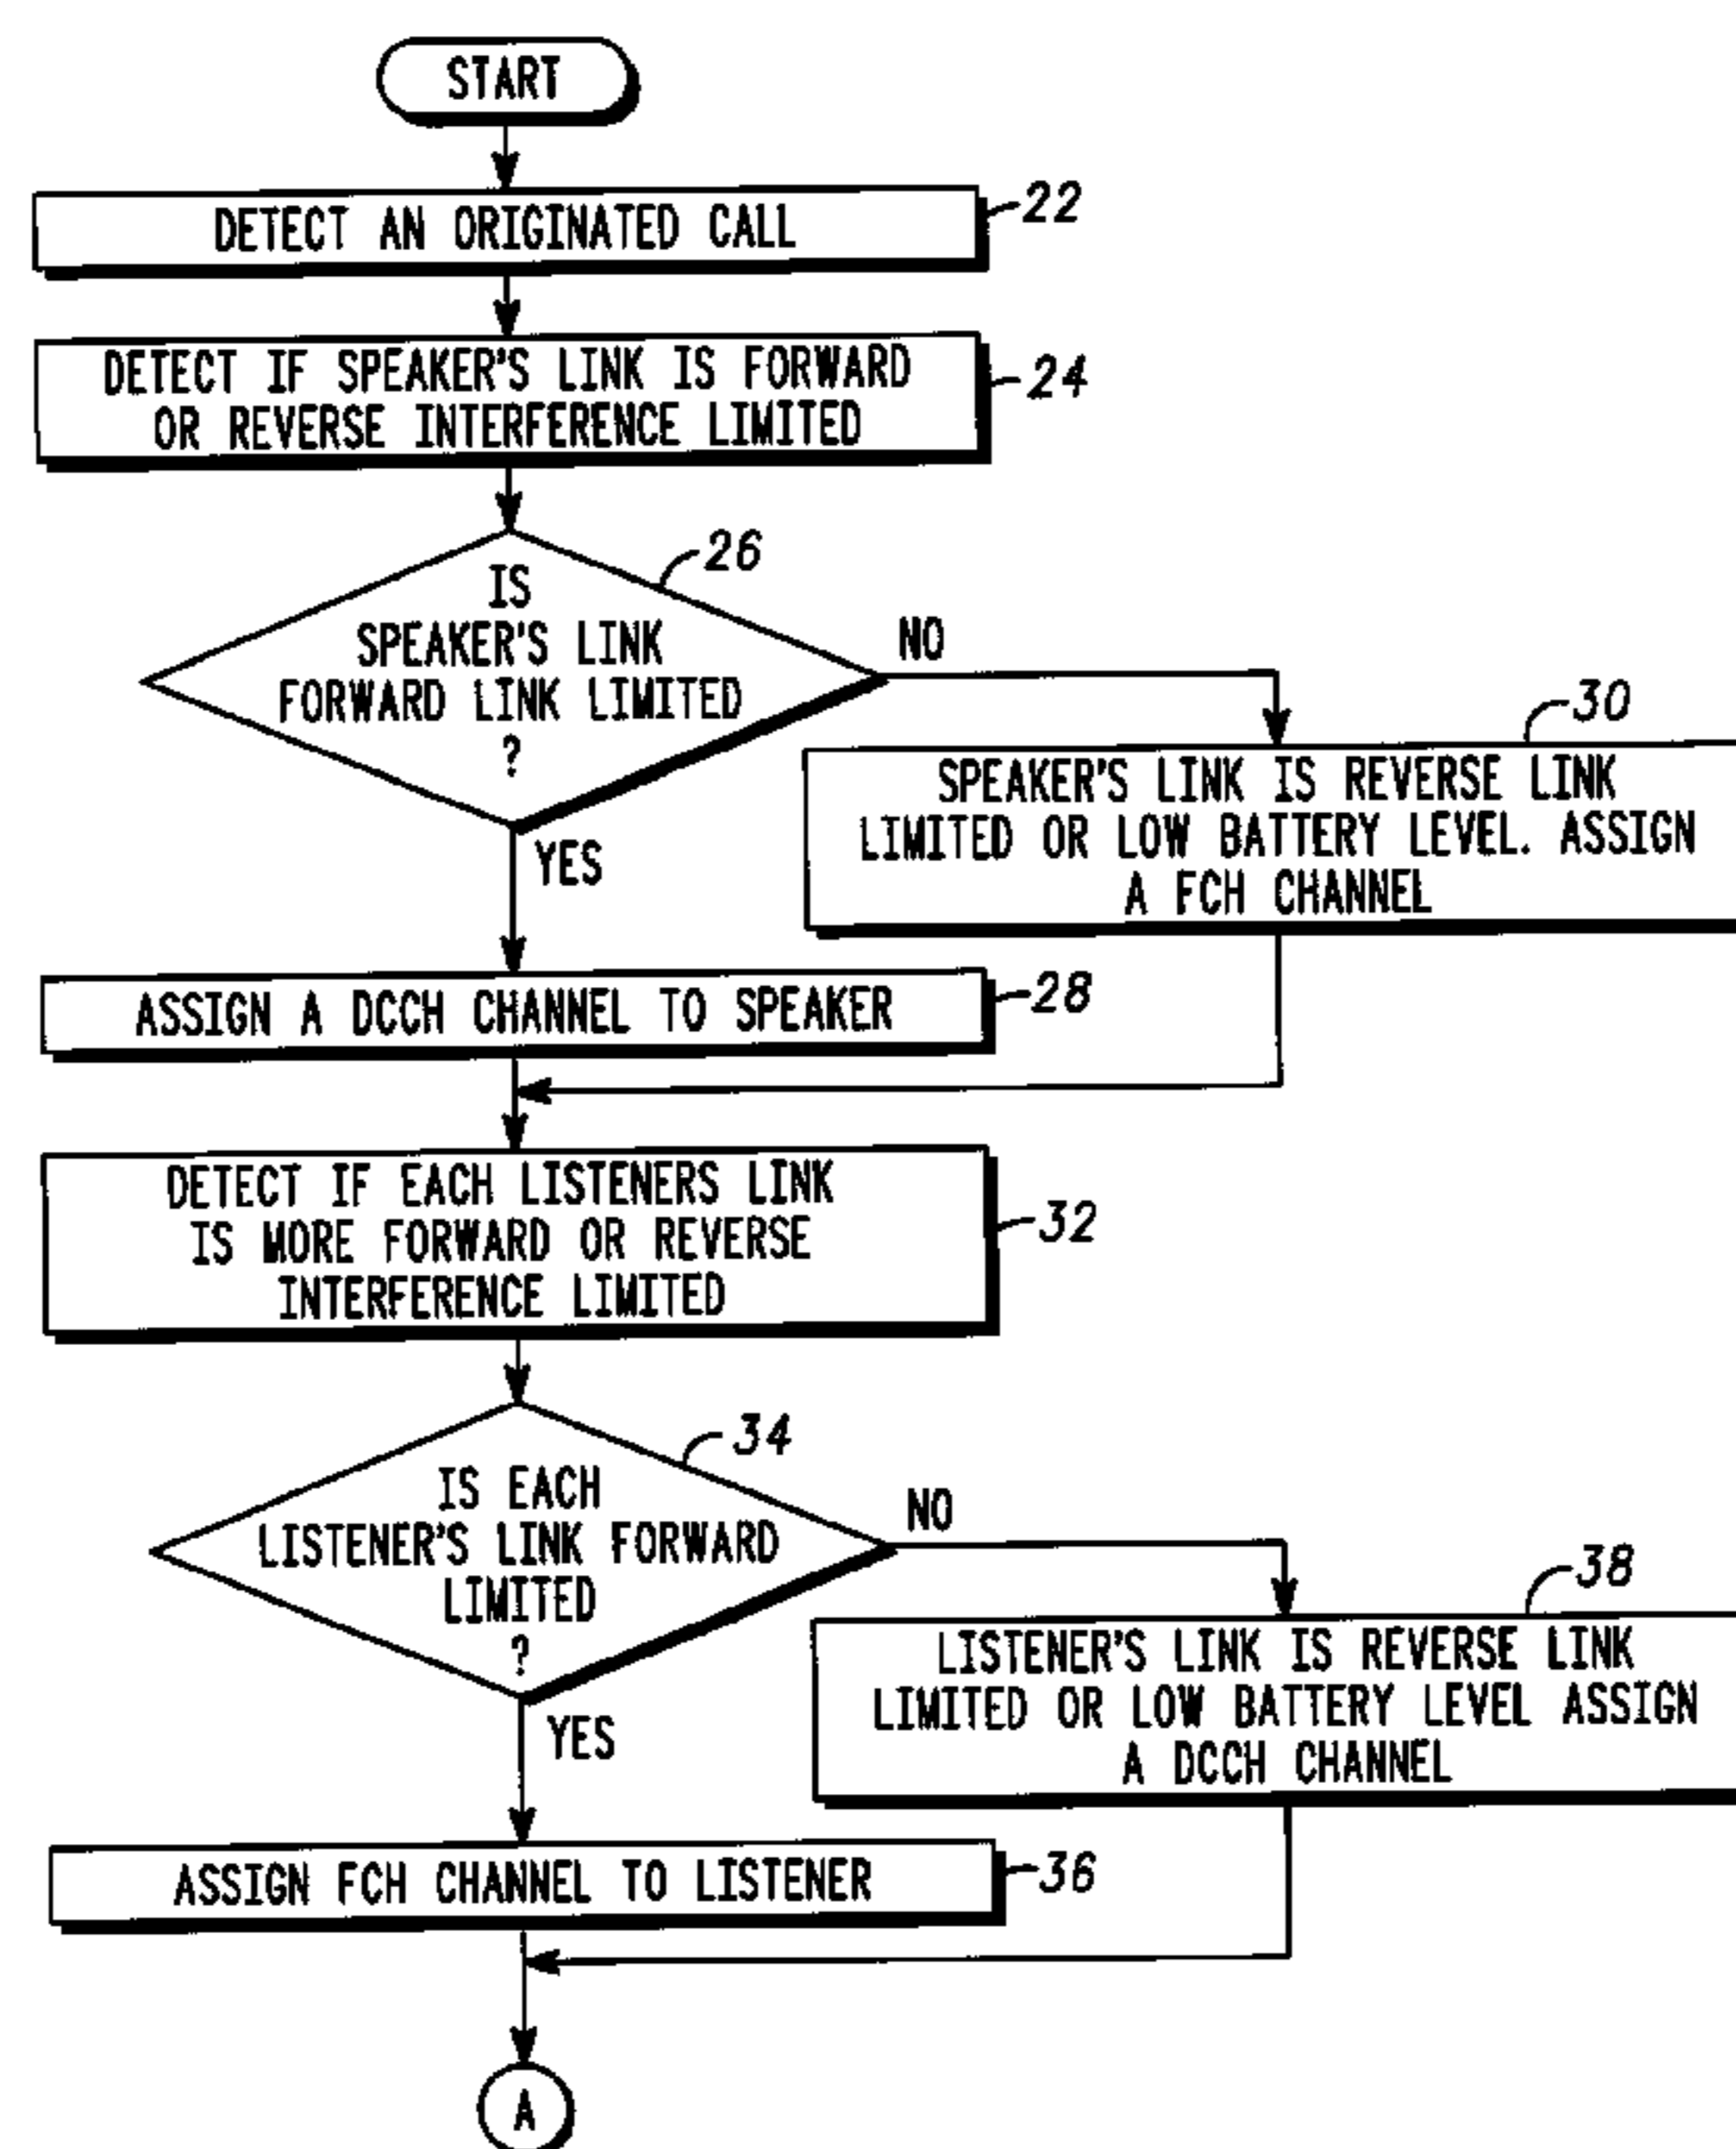 START
DETECT AN ORIGINATED CALL
22
DETECT IF SPEAKER'S LINK IS FORWARD
OR REVERSE INTERFERENCE LIMITED
24
26
IS
SPEAKER'S LINK
FORWARD LINK LIMITED
?
NO
YES
30
SPEAKER'S LINK IS REVERSE LINK
LIMITED OR LOW BATTERY LEVEL. ASSIGN
A FCH CHANNEL
ASSIGN A DCCH CHANNEL TO SPEAKER
28
DETECT IF EACH LISTENERS LINK
IS MORE FORWARD OR REVERSE
INTERFERENCE LIMITED
32
34
IS EACH
LISTENER'S LINK FORWARD
LIMITED
?
NO
YES
38
LISTENER'S LINK IS REVERSE LINK
LIMITED OR LOW BATTERY LEVEL ASSIGN
A DCCH CHANNEL
ASSIGN FCH CHANNEL TO LISTENER
36
A